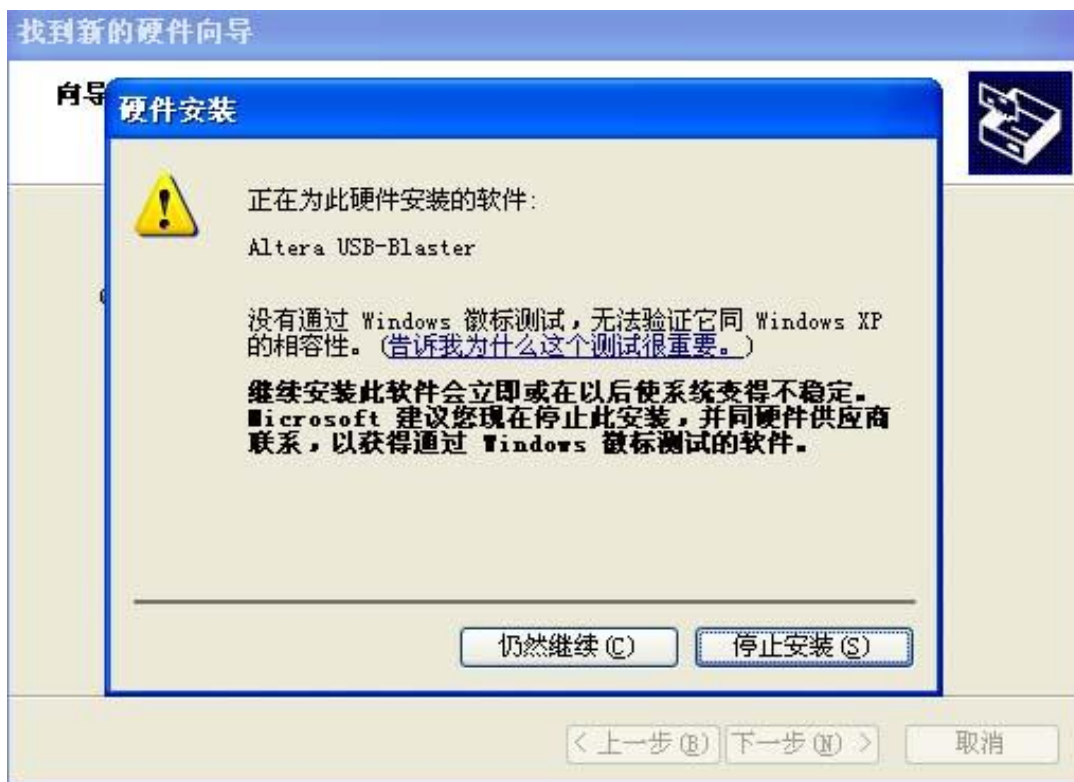 找到新的硬件向导
向导
硬件安装
正在为此硬件安装的软件:
Altera USB-Blaster
没有通过 Windows 徽标测试，无法验证它同 Windows XP
的相容性。(告诉我为什么这个测试很重要。)
继续安装此软件会立即或在以后使系统变得不稳定。
Microsoft 建议您现在停止此安装，并同硬件供应商
联系，以获得通过 Windows 徽标测试的软件。
仍然继续(C)
停止安装(S)
< 上一步(B)
下一步(N) >
取消